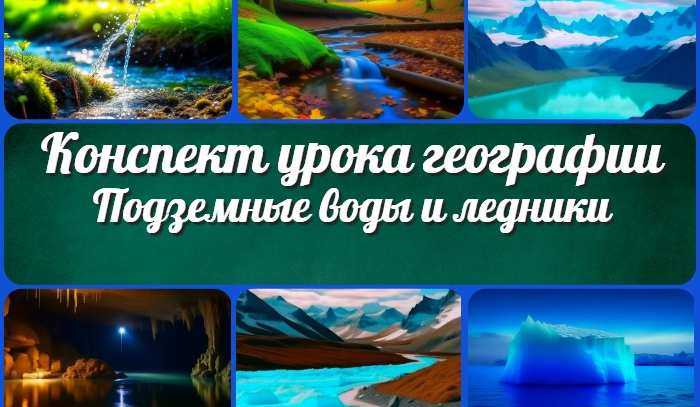 Конспект урока географии
Подземные воды и ледники